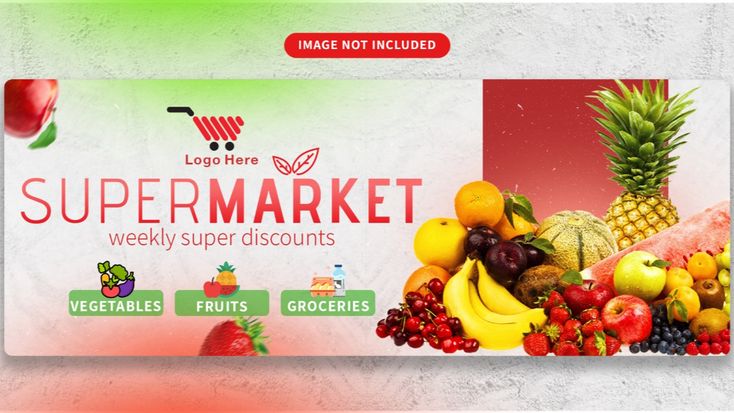 IMAGE NOT INCLUDED
Logo Here
SUPERMARKET
weekly super discounts
VEGETABLES
FRUITS
GROCERIES